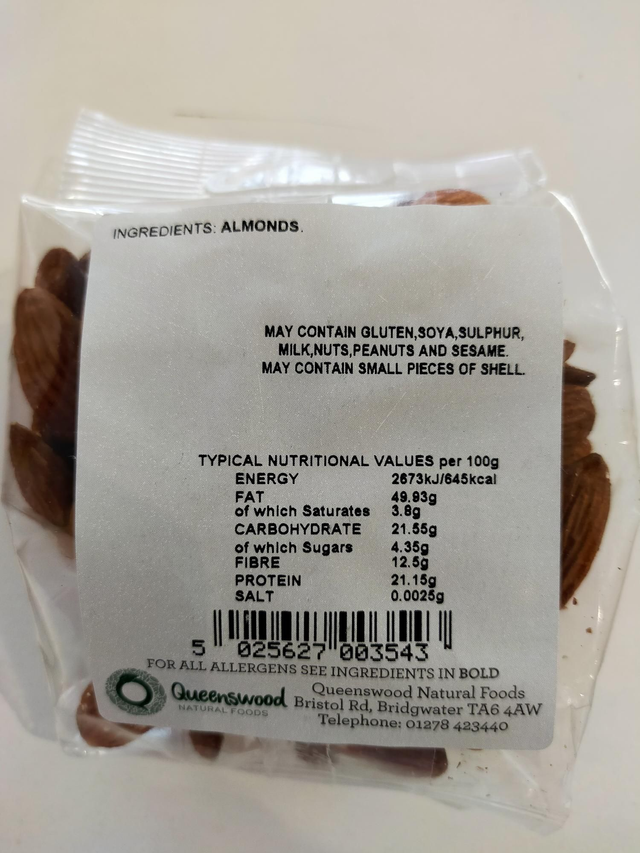 INGREDIENTS: ALMONDS.
MAY CONTAIN GLUTEN,SOYA,SULPHUR,
MILK,NUTS,PEANUTS AND SESAME.
MAY CONTAIN SMALL PIECES OF SHELL.
TYPICAL NUTRITIONAL VALUES per 100g
ENERGY 2673kJ/645kcal
FAT 49.93g
of which Saturates 3.8g
CARBOHYDRATE 21.55g
of which Sugars 4.35g
FIBRE 12.5g
PROTEIN 21.15g
SALT 0.0025g
5 025627 003543
FOR ALL ALLERGENS SEE INGREDIENTS IN BOLD
Queenswood
NATURAL FOODS
Queenswood Natural Foods
Bristol Rd, Bridgwater TA6 4AW
Telephone: 01278 423440